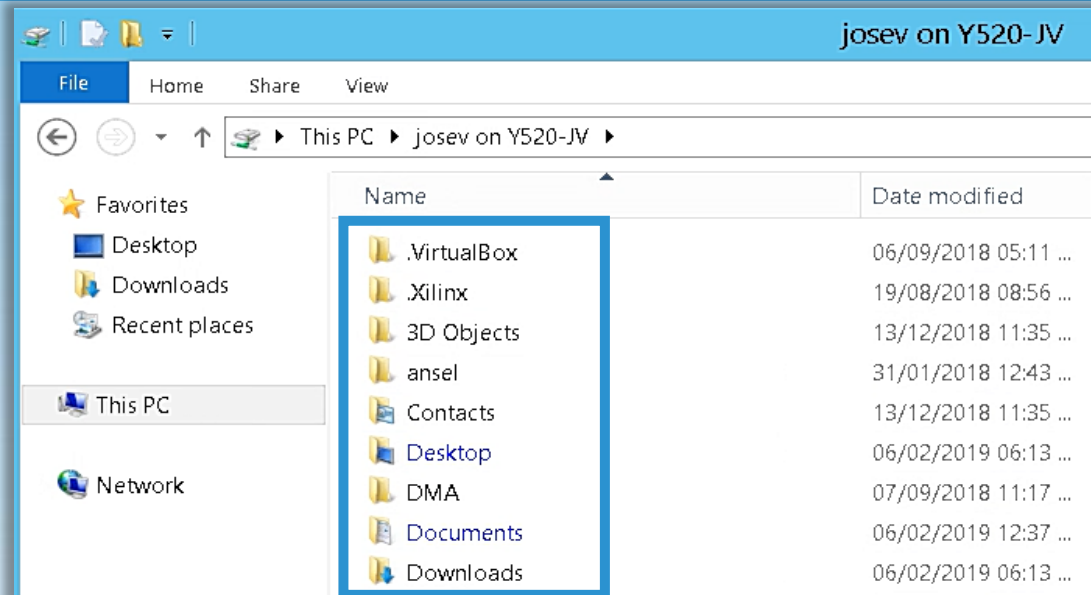 josev on Y520-JV
File Home Share View
This PC josev on Y520-JV
Favorites
Desktop
Downloads
Recent places
This PC
Network
Name Date modified
.VirtualBox 06/09/2018 05:11 ...
.Xilinx 19/08/2018 08:56 ...
3D Objects 13/12/2018 11:35 ...
ansel 31/01/2018 12:43 ...
Contacts 13/12/2018 11:35 ...
Desktop 06/02/2019 06:13 ...
DMA 07/09/2018 11:17 ...
Documents 06/02/2019 12:37 ...
Downloads 06/02/2019 06:13 ...